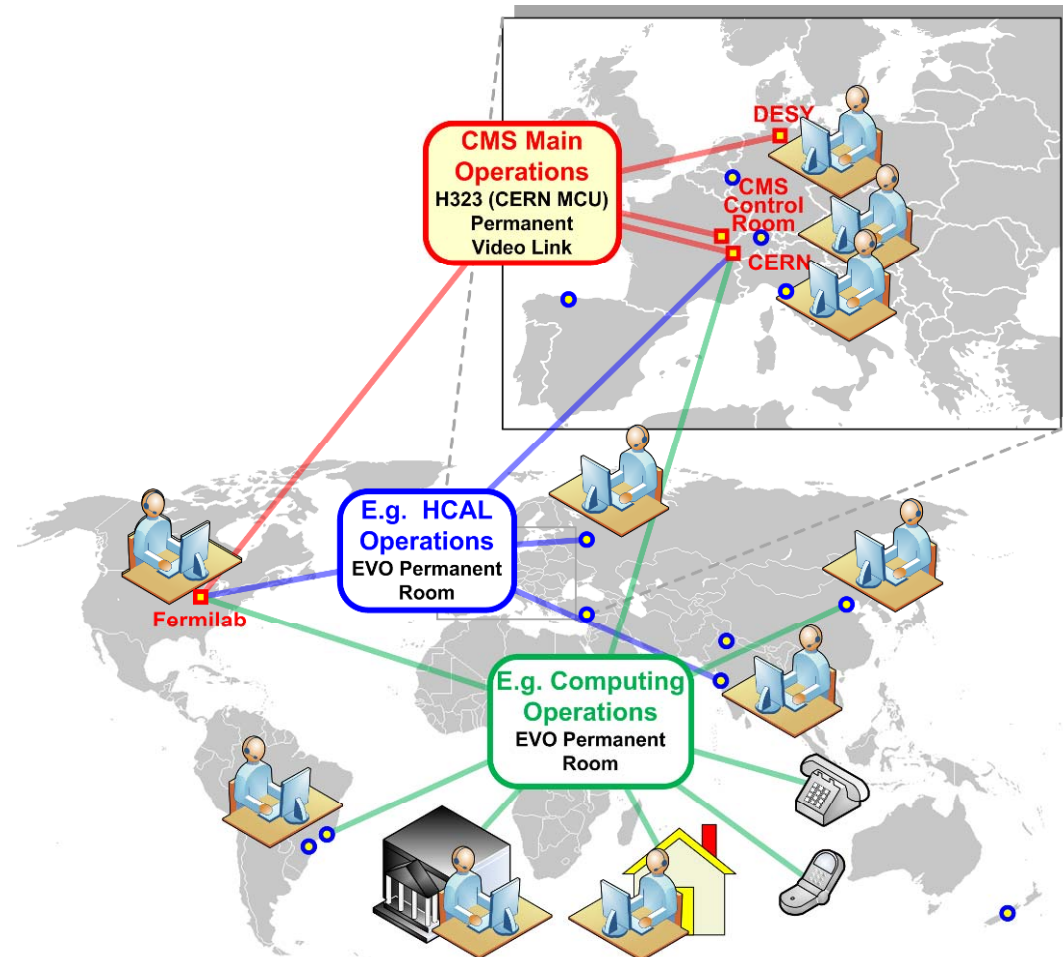 DESY
CMS Main
Operations
H323 (CERN MCU)
Permanent
Video Link
CMS
Control
Room
CERN
E.g. HCAL
Operations
EVO Permanent
Room
Fermilab
E.g. Computing
Operations
EVO Permanent
Room